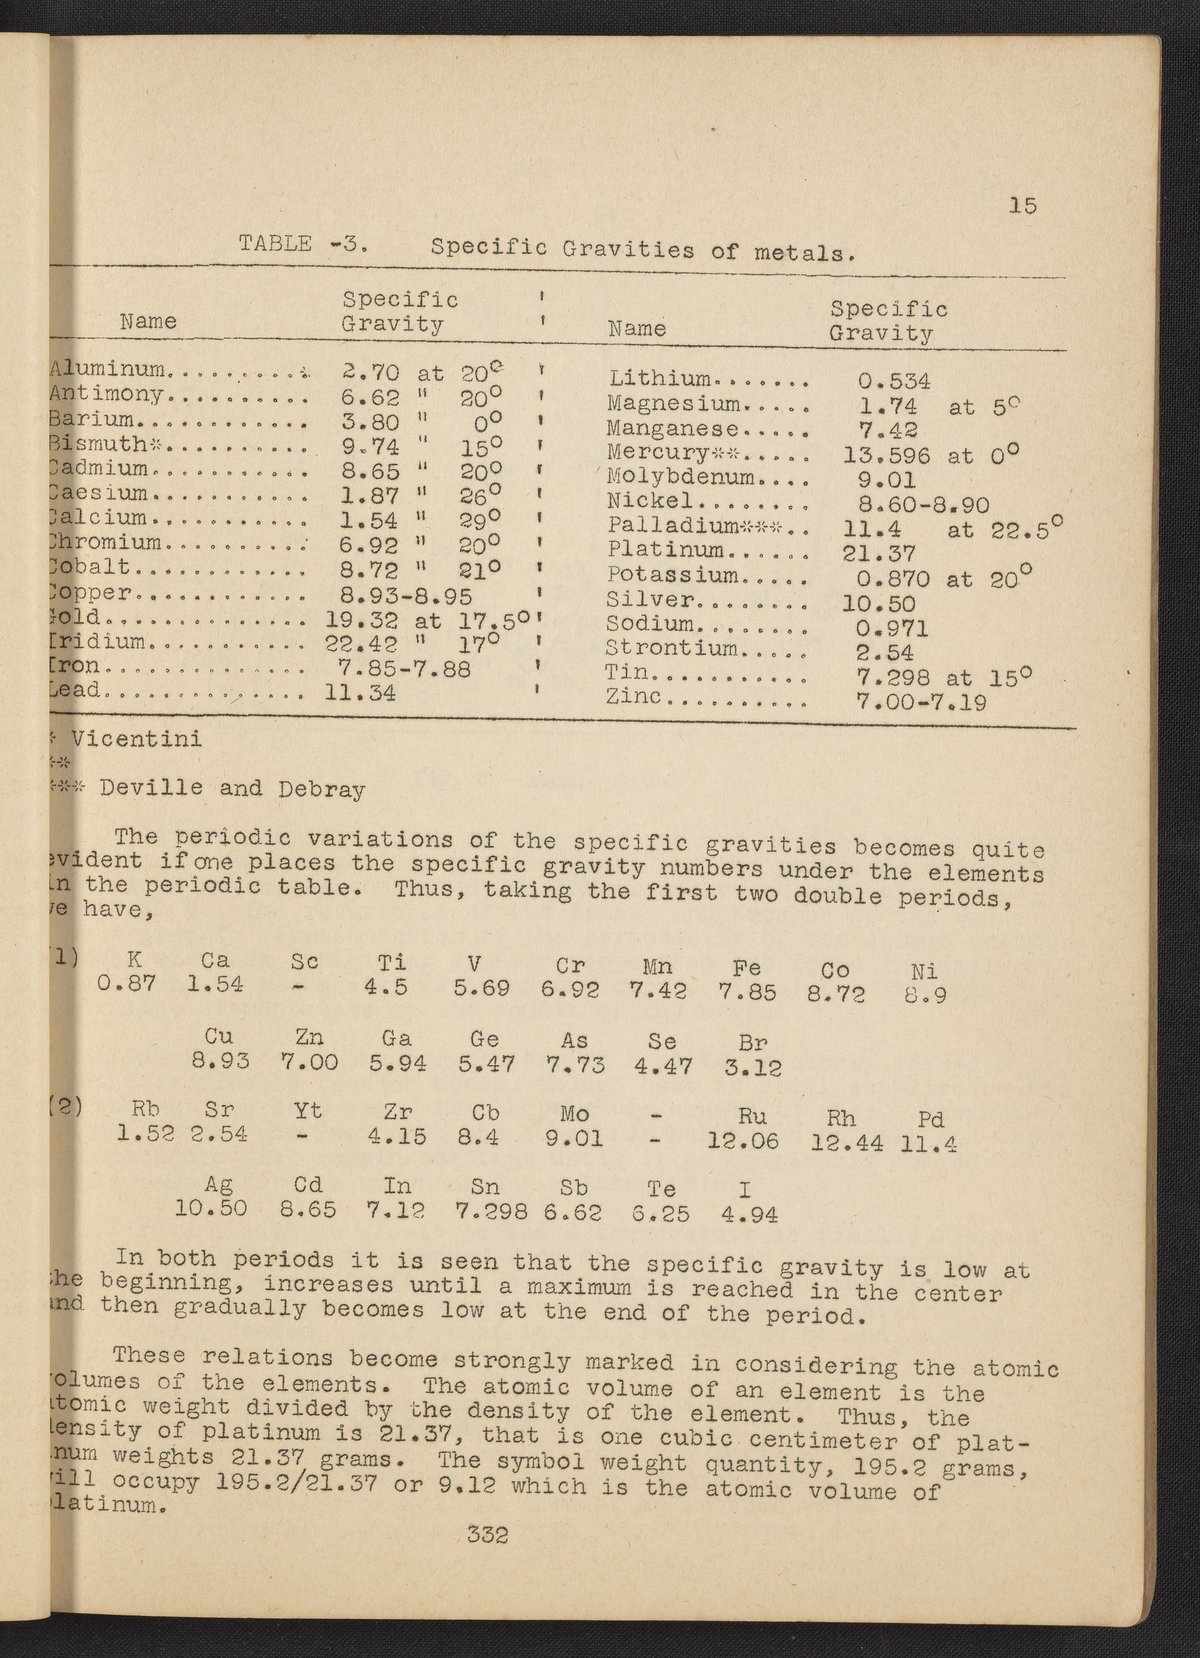 15
TABLE -3. Specific Gravities of metals.
Name Specific Gravity ' Name Specific Gravity
Aluminum.......... 2.70 at 20° ' Lithium....... 0.534
Antimony.......... 6.62 " 20° ' Magnesium..... 1.74 at 5°
Barium............ 3.80 " 0° ' Manganese..... 7.42
Bismuth*.......... 9.74 " 15° ' Mercury**..... 13.596 at 0°
Cadmium........... 8.65 " 20° ' Molybdenum.... 9.01
Caesium........... 1.87 " 26° ' Nickel........ 8.60-8.90
Calcium........... 1.54 " 29° ' Palladium***.. 11.4 at 22.5°
Chromium.......... 6.92 " 20° ' Platinum...... 21.37
Cobalt............ 8.72 " 21° ' Potassium..... 0.870 at 20°
Copper............ 8.93-8.95 ' Silver........ 10.50
Gold.............. 19.32 at 17.5°' Sodium........ 0.971
Iridium........... 22.42 " 17° ' Strontium..... 2.54
Iron.............. 7.85-7.88 ' Tin........... 7.298 at 15°
Lead.............. 11.34 ' Zinc.......... 7.00-7.19
* Vicentini
**
*** Deville and Debray
The periodic variations of the specific gravities becomes quite
evident if one places the specific gravity numbers under the elements
in the periodic table. Thus, taking the first two double periods,
we have,
(1) K Ca Sc Ti V Cr Mn Fe Co Ni
0.87 1.54 - 4.5 5.69 6.92 7.42 7.85 8.72 8.9
Cu Zn Ga Ge As Se Br
8.93 7.00 5.94 5.47 7.73 4.47 3.12
(2) Rb Sr Yt Zr Cb Mo - Ru Rh Pd
1.52 2.54 - 4.15 8.4 9.01 - 12.06 12.44 11.4
Ag Cd In Sn Sb Te I
10.50 8.65 7.12 7.298 6.62 6.25 4.94
In both periods it is seen that the specific gravity is low at
the beginning, increases until a maximum is reached in the center
and then gradually becomes low at the end of the period.
These relations become strongly marked in considering the atomic
volumes of the elements. The atomic volume of an element is the
atomic weight divided by the density of the element. Thus, the
density of platinum is 21.37, that is one cubic centimeter of plat-
inum weights 21.37 grams. The symbol weight quantity, 195.2 grams,
will occupy 195.2/21.37 or 9.12 which is the atomic volume of
platinum.
332